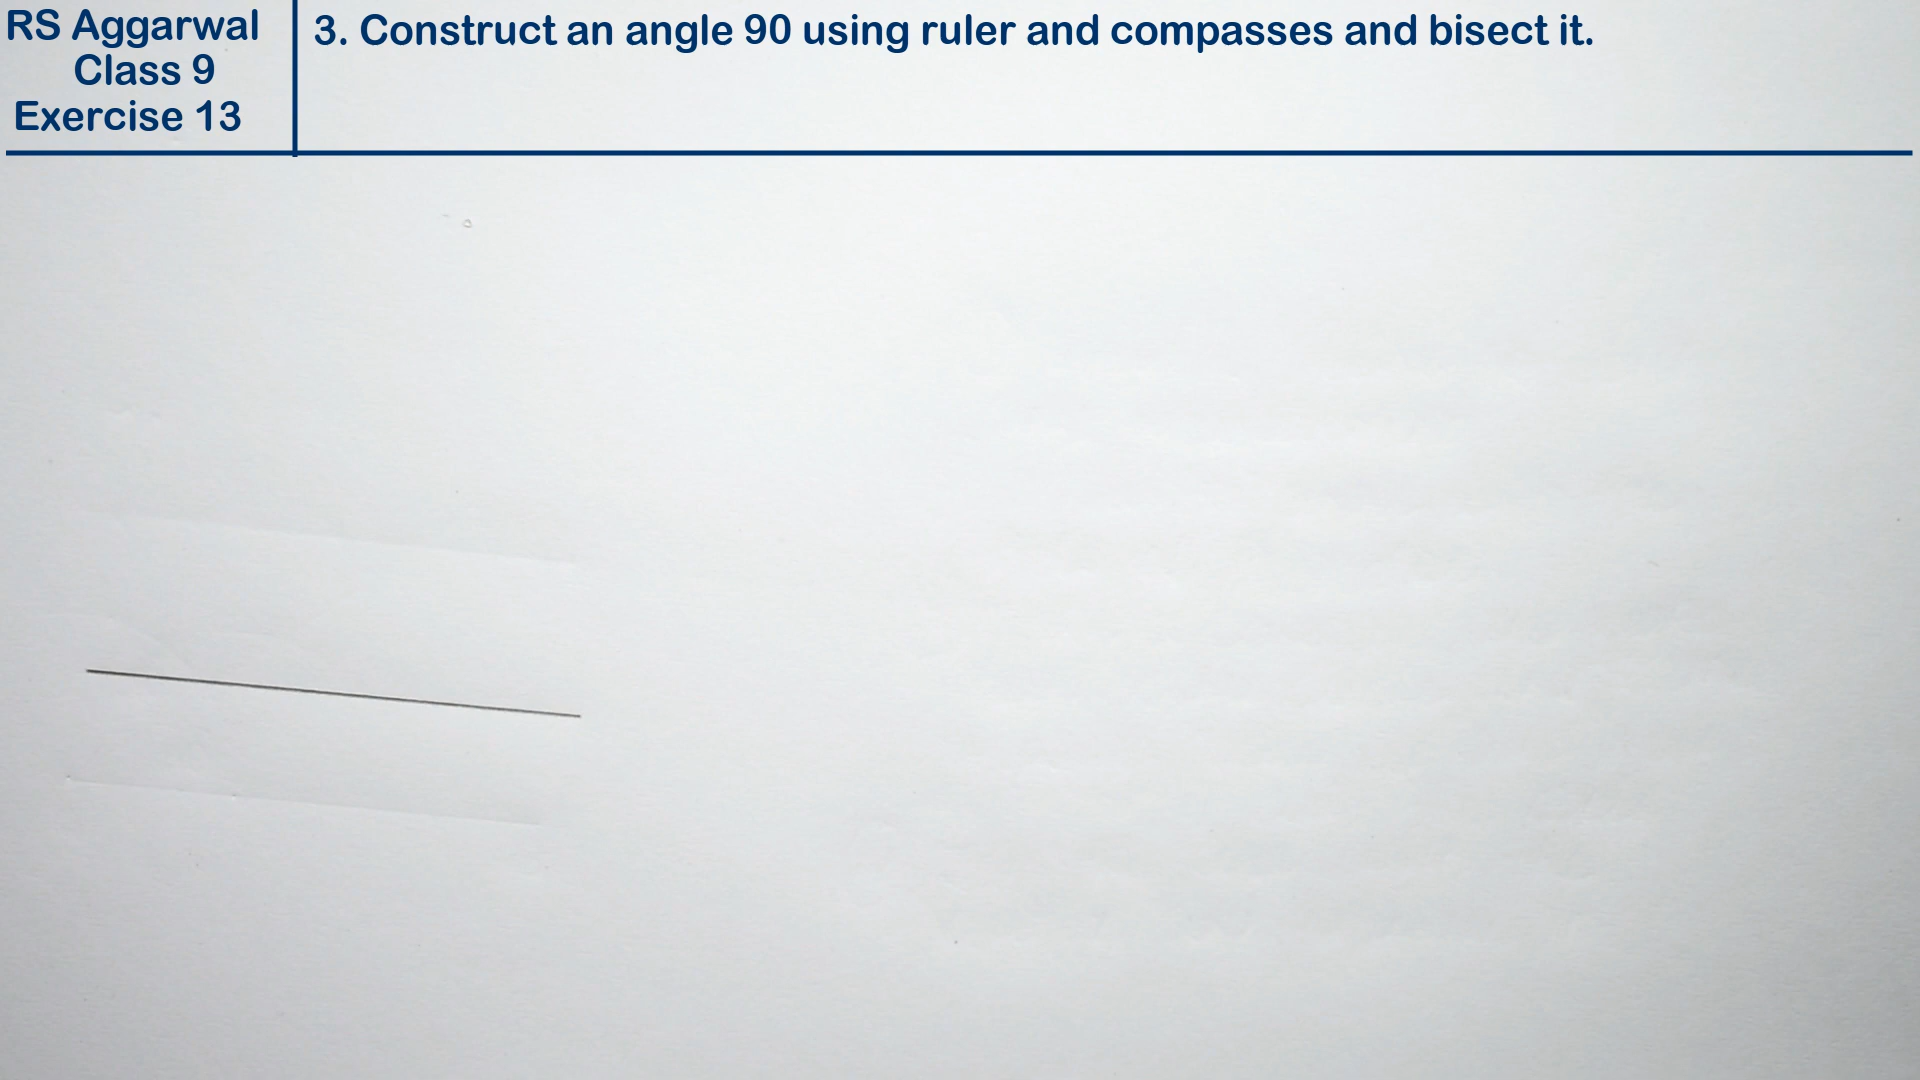 RS Aggarwal
Class 9
Exercise 13
3. Construct an angle 90 using ruler and compasses and bisect it.